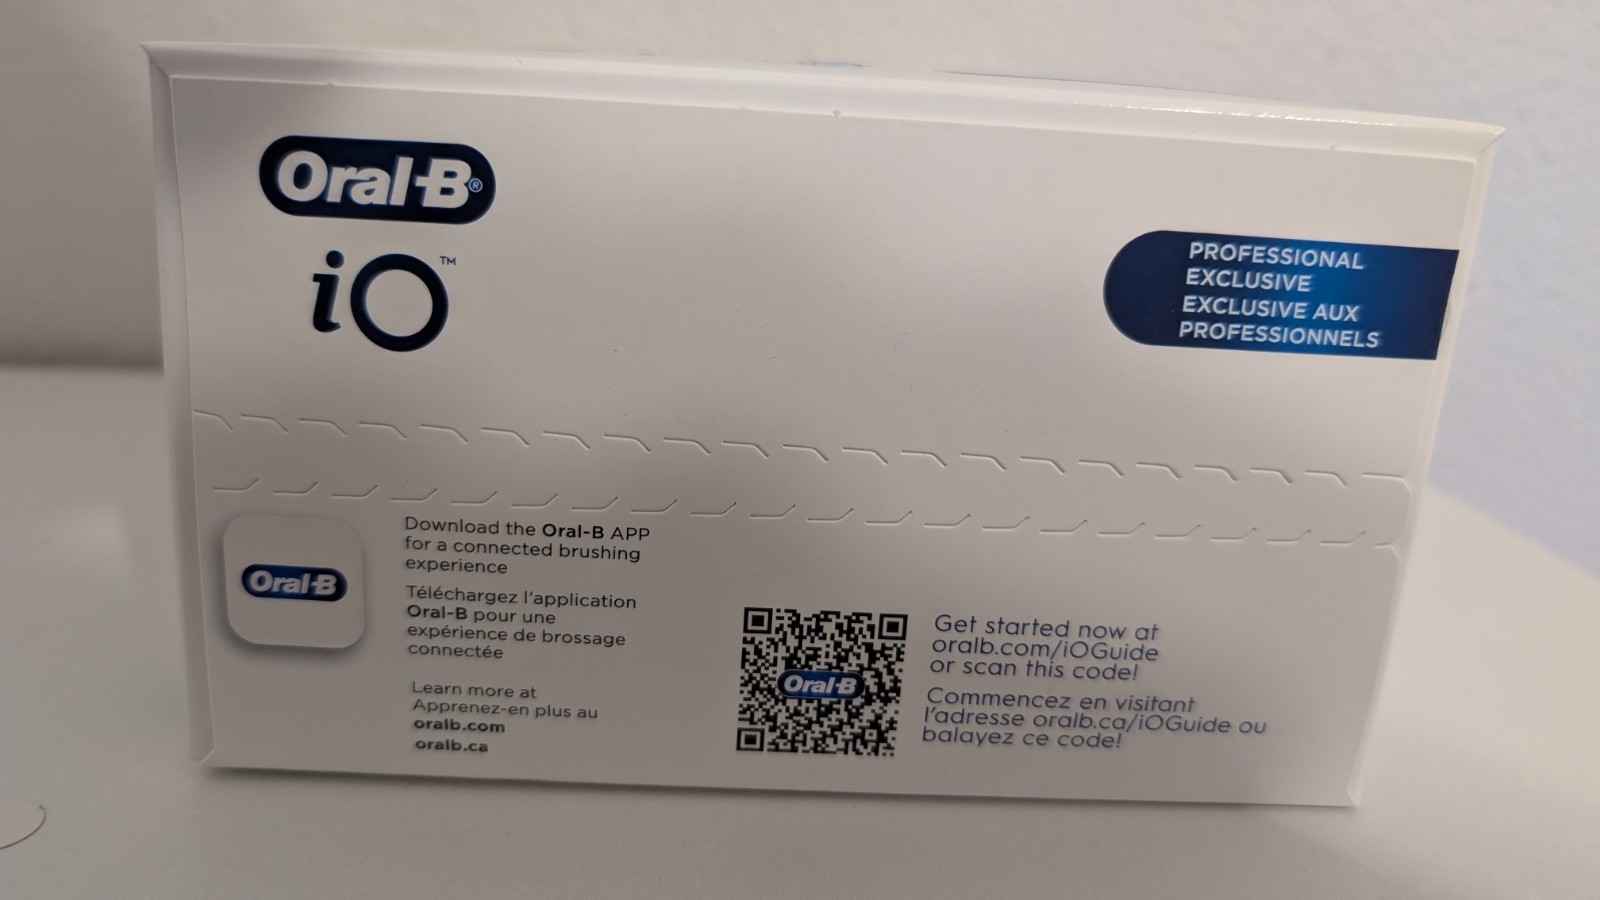 Oral-B®
iO™
PROFESSIONAL
EXCLUSIVE
EXCLUSIVE AUX
PROFESSIONNELS
Oral-B
Download the Oral-B APP
for a connected brushing
experience
Téléchargez l'application
Oral-B pour une
expérience de brossage
connectée
Learn more at
Apprenez-en plus au
oralb.com
oralb.ca
Oral-B
Get started now at
oralb.com/iOGuide
or scan this code!
Commencez en visitant
l'adresse oralb.ca/iOGuide ou
balayez ce code!